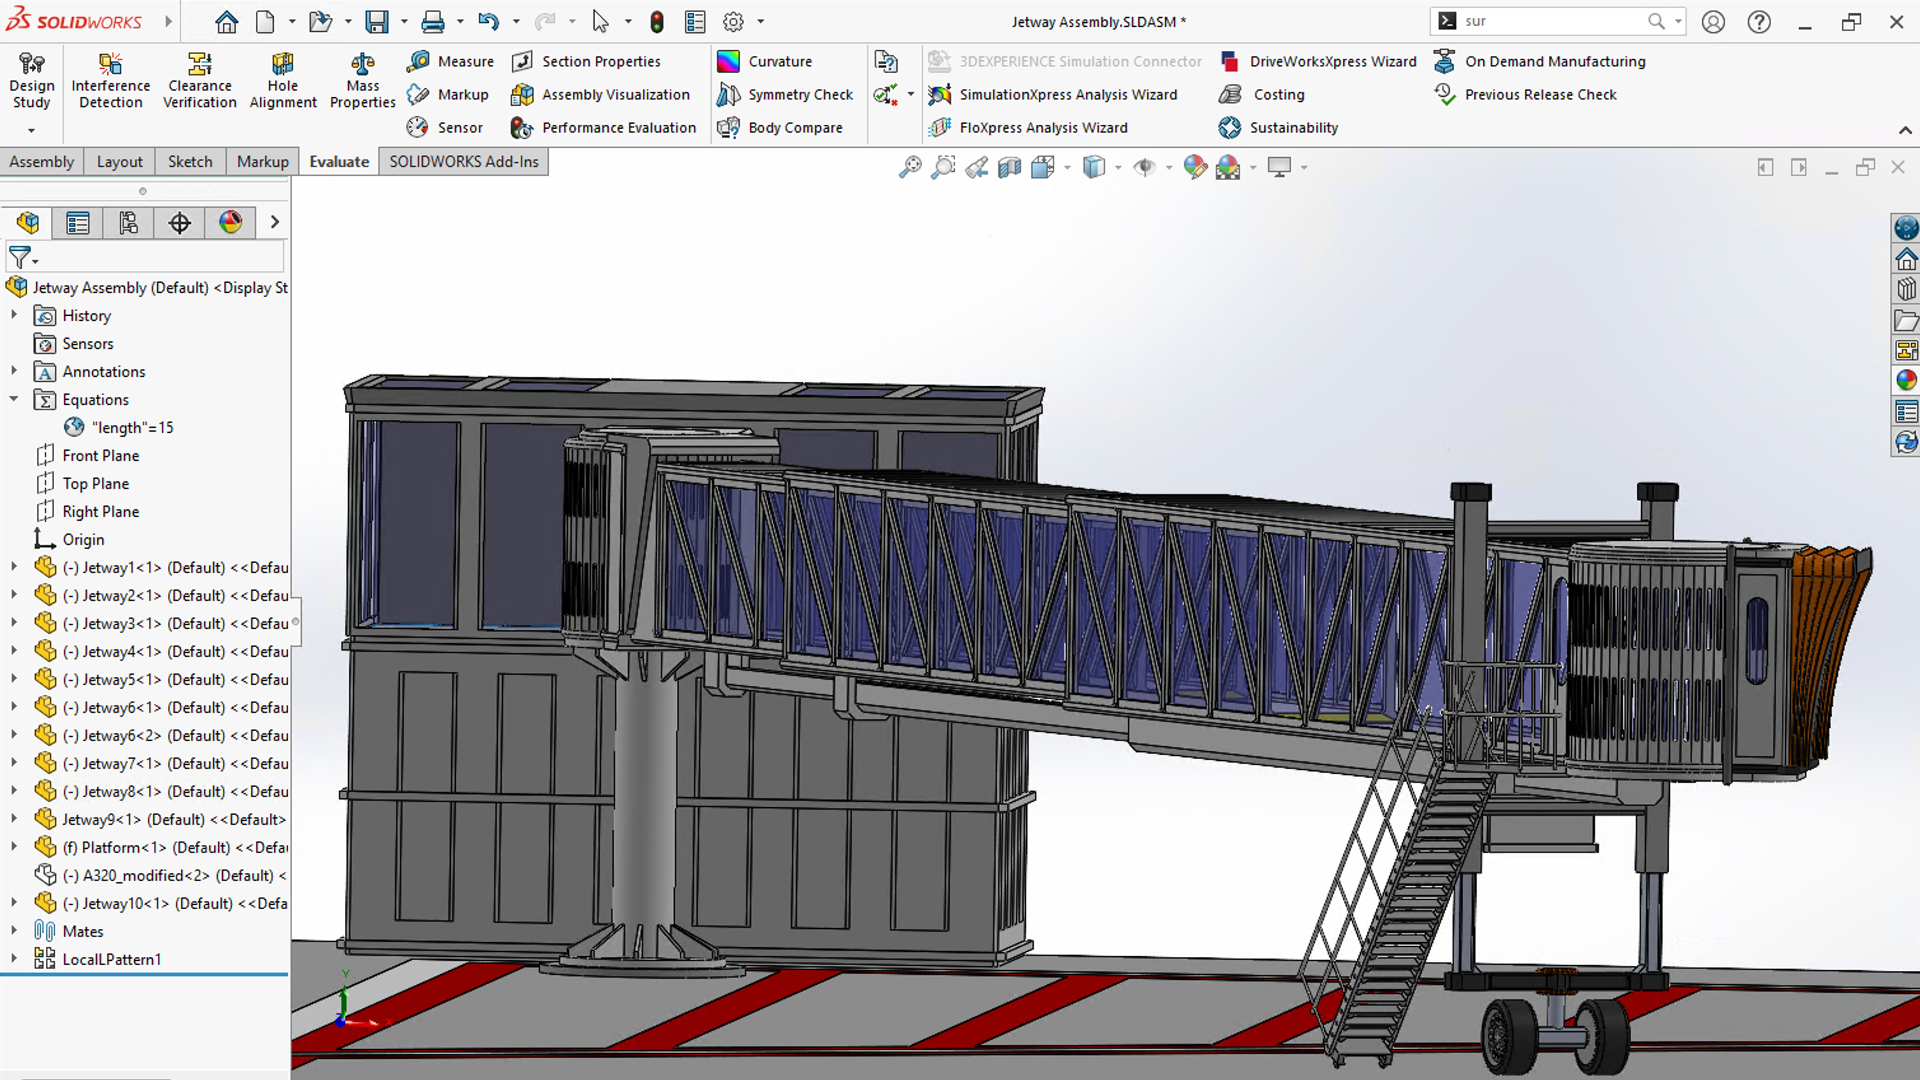 SOLIDWORKS
Jetway Assembly.SLDASM *
sur
Design Study
Interference Detection
Clearance Verification
Hole Alignment
Mass Properties
Measure
Markup
Sensor
Section Properties
Assembly Visualization
Performance Evaluation
Curvature
Symmetry Check
Body Compare
3DEXPERIENCE Simulation Connector
SimulationXpress Analysis Wizard
FloXpress Analysis Wizard
DriveWorksXpress Wizard
Costing
Sustainability
On Demand Manufacturing
Previous Release Check
Assembly
Layout
Sketch
Markup
Evaluate
SOLIDWORKS Add-Ins
Jetway Assembly (Default) <Display St
History
Sensors
Annotations
Equations
"length"=15
Front Plane
Top Plane
Right Plane
Origin
(-) Jetway1<1> (Default) <<Defau
(-) Jetway2<1> (Default) <<Defau
(-) Jetway3<1> (Default) <<Defau
(-) Jetway4<1> (Default) <<Defau
(-) Jetway5<1> (Default) <<Defau
(-) Jetway6<1> (Default) <<Defau
(-) Jetway6<2> (Default) <<Defau
(-) Jetway7<1> (Default) <<Defau
(-) Jetway8<1> (Default) <<Defau
Jetway9<1> (Default) <<Default>
(f) Platform<1> (Default) <<Defau
(-) A320_modified<2> (Default) <
(-) Jetway10<1> (Default) <<Defa
Mates
LocalLPattern1
Y